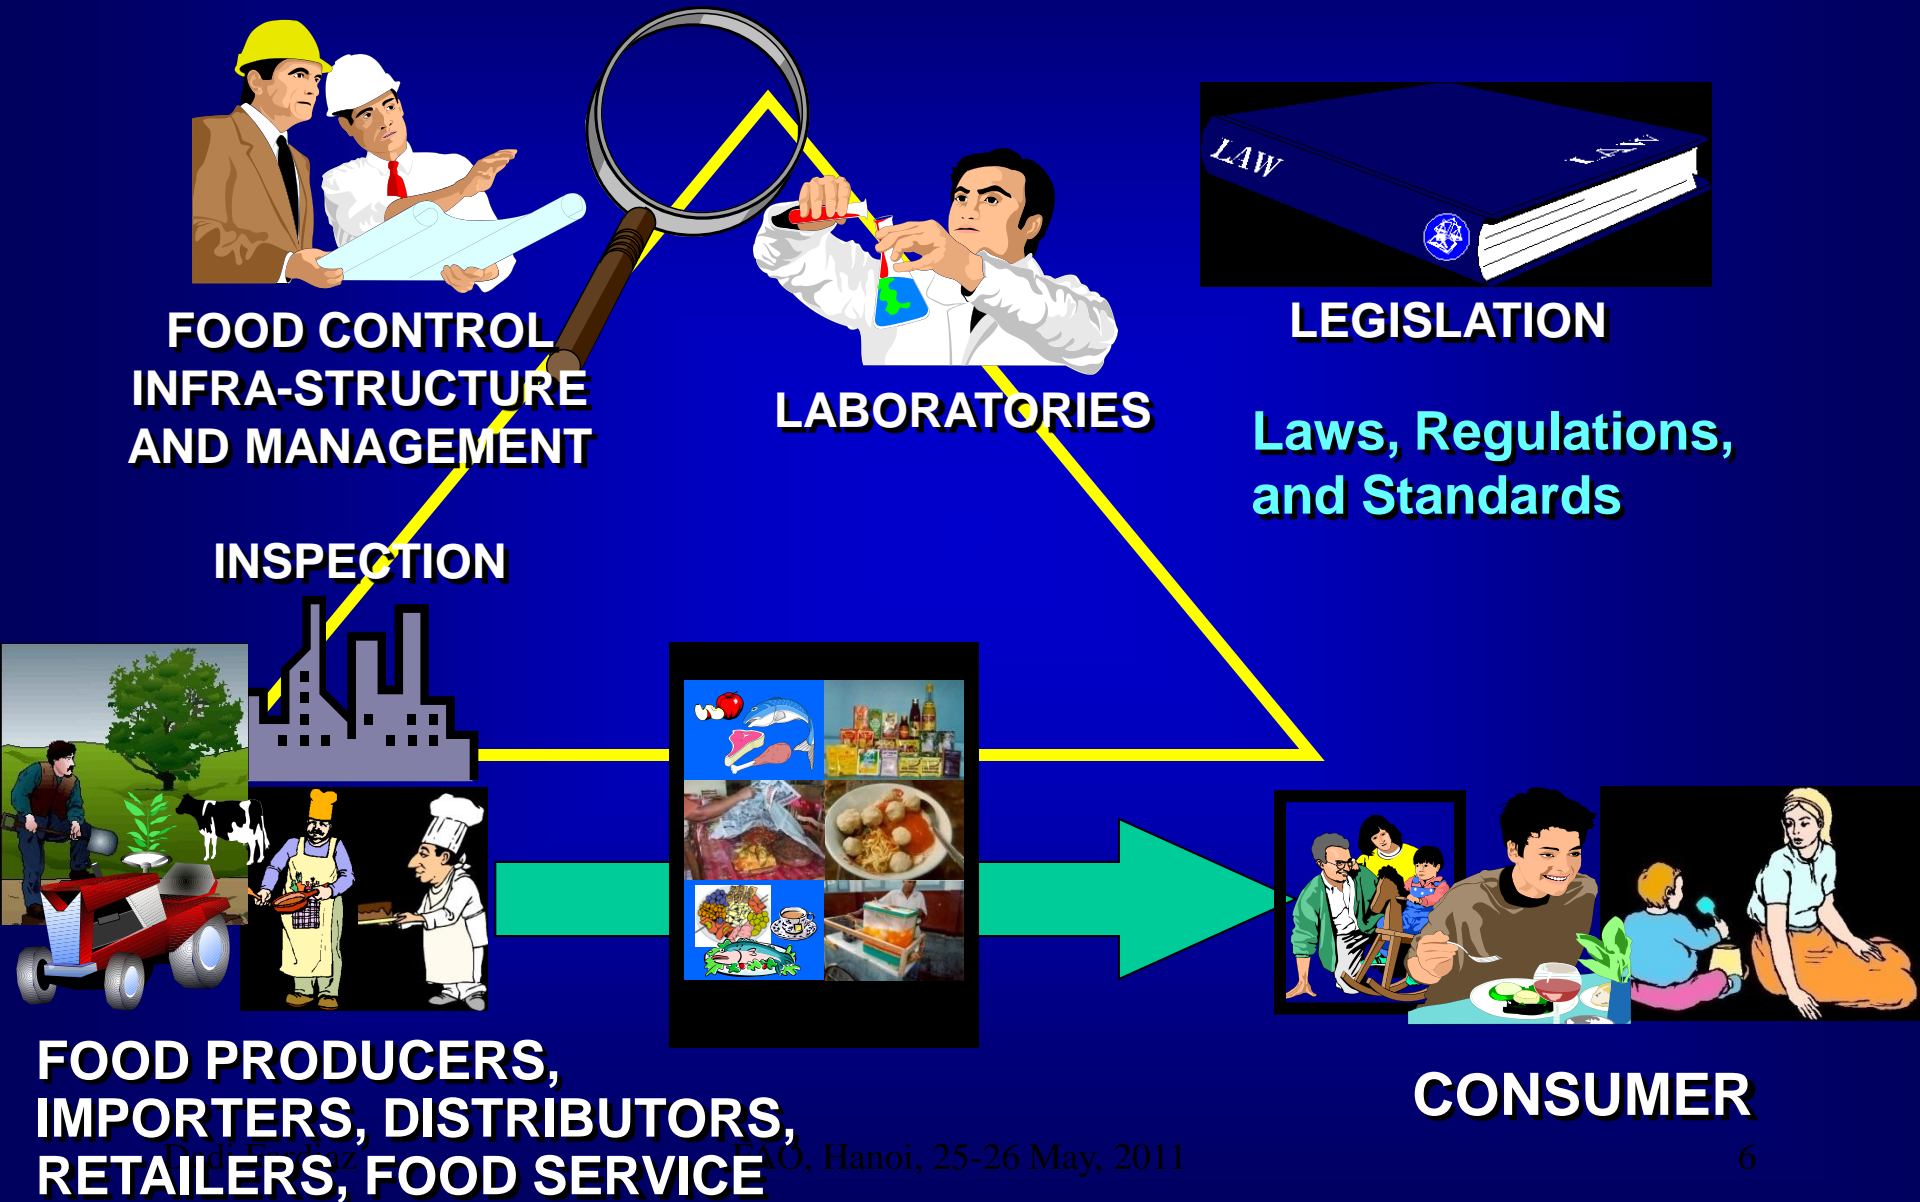 LAW
LAW
FOOD CONTROL
INFRA-STRUCTURE
AND MANAGEMENT
LABORATORIES
LEGISLATION
Laws, Regulations,
and Standards
INSPECTION
FOOD PRODUCERS,
IMPORTERS, DISTRIBUTORS,
RETAILERS, FOOD SERVICE
CONSUMER
FAO, Hanoi, 25-26 May, 2011
6